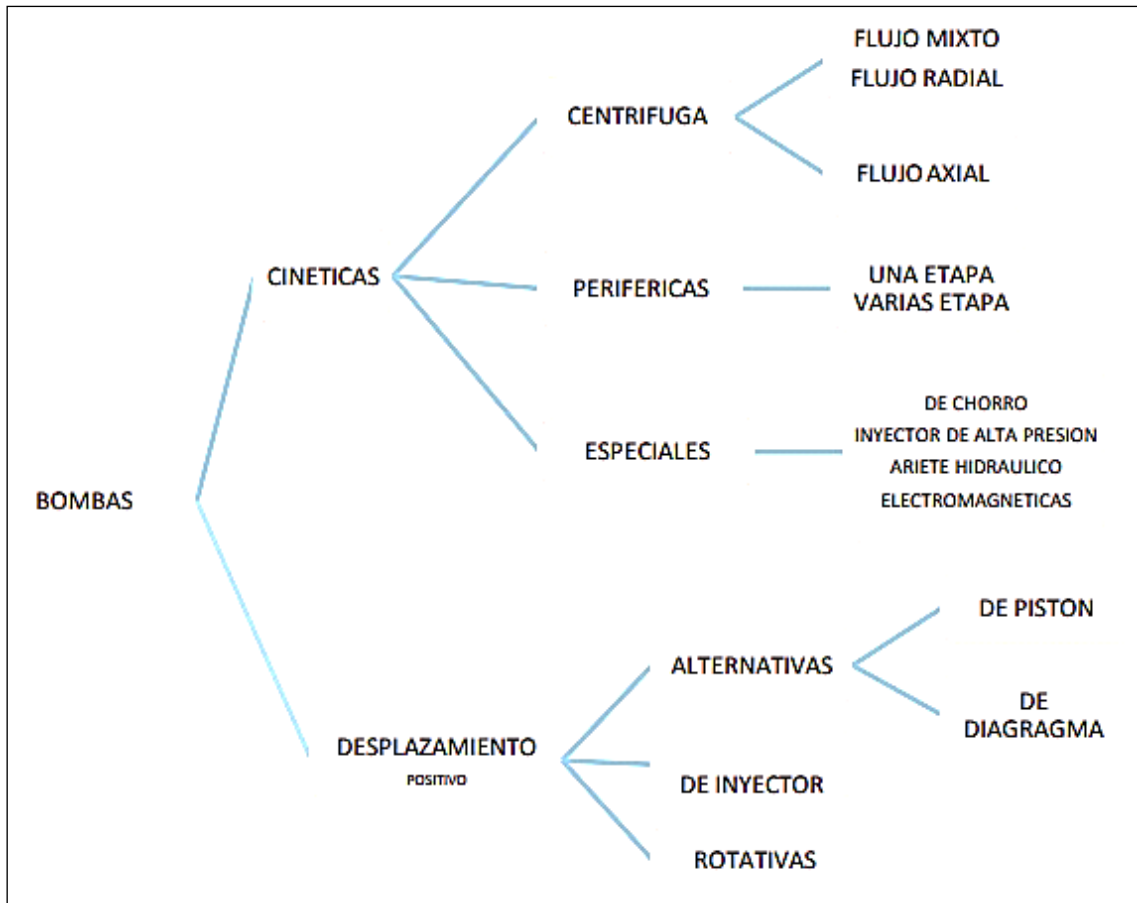 BOMBAS
CINETICAS
CENTRIFUGA
FLUJO MIXTO
FLUJO RADIAL
FLUJO AXIAL
PERIFERICAS
UNA ETAPA
VARIAS ETAPA
ESPECIALES
DE CHORRO
INYECTOR DE ALTA PRESION
ARIETE HIDRAULICO
ELECTROMAGNETICAS
DESPLAZAMIENTO
POSITIVO
ALTERNATIVAS
DE PISTON
DE
DIAGRAGMA
DE INYECTOR
ROTATIVAS